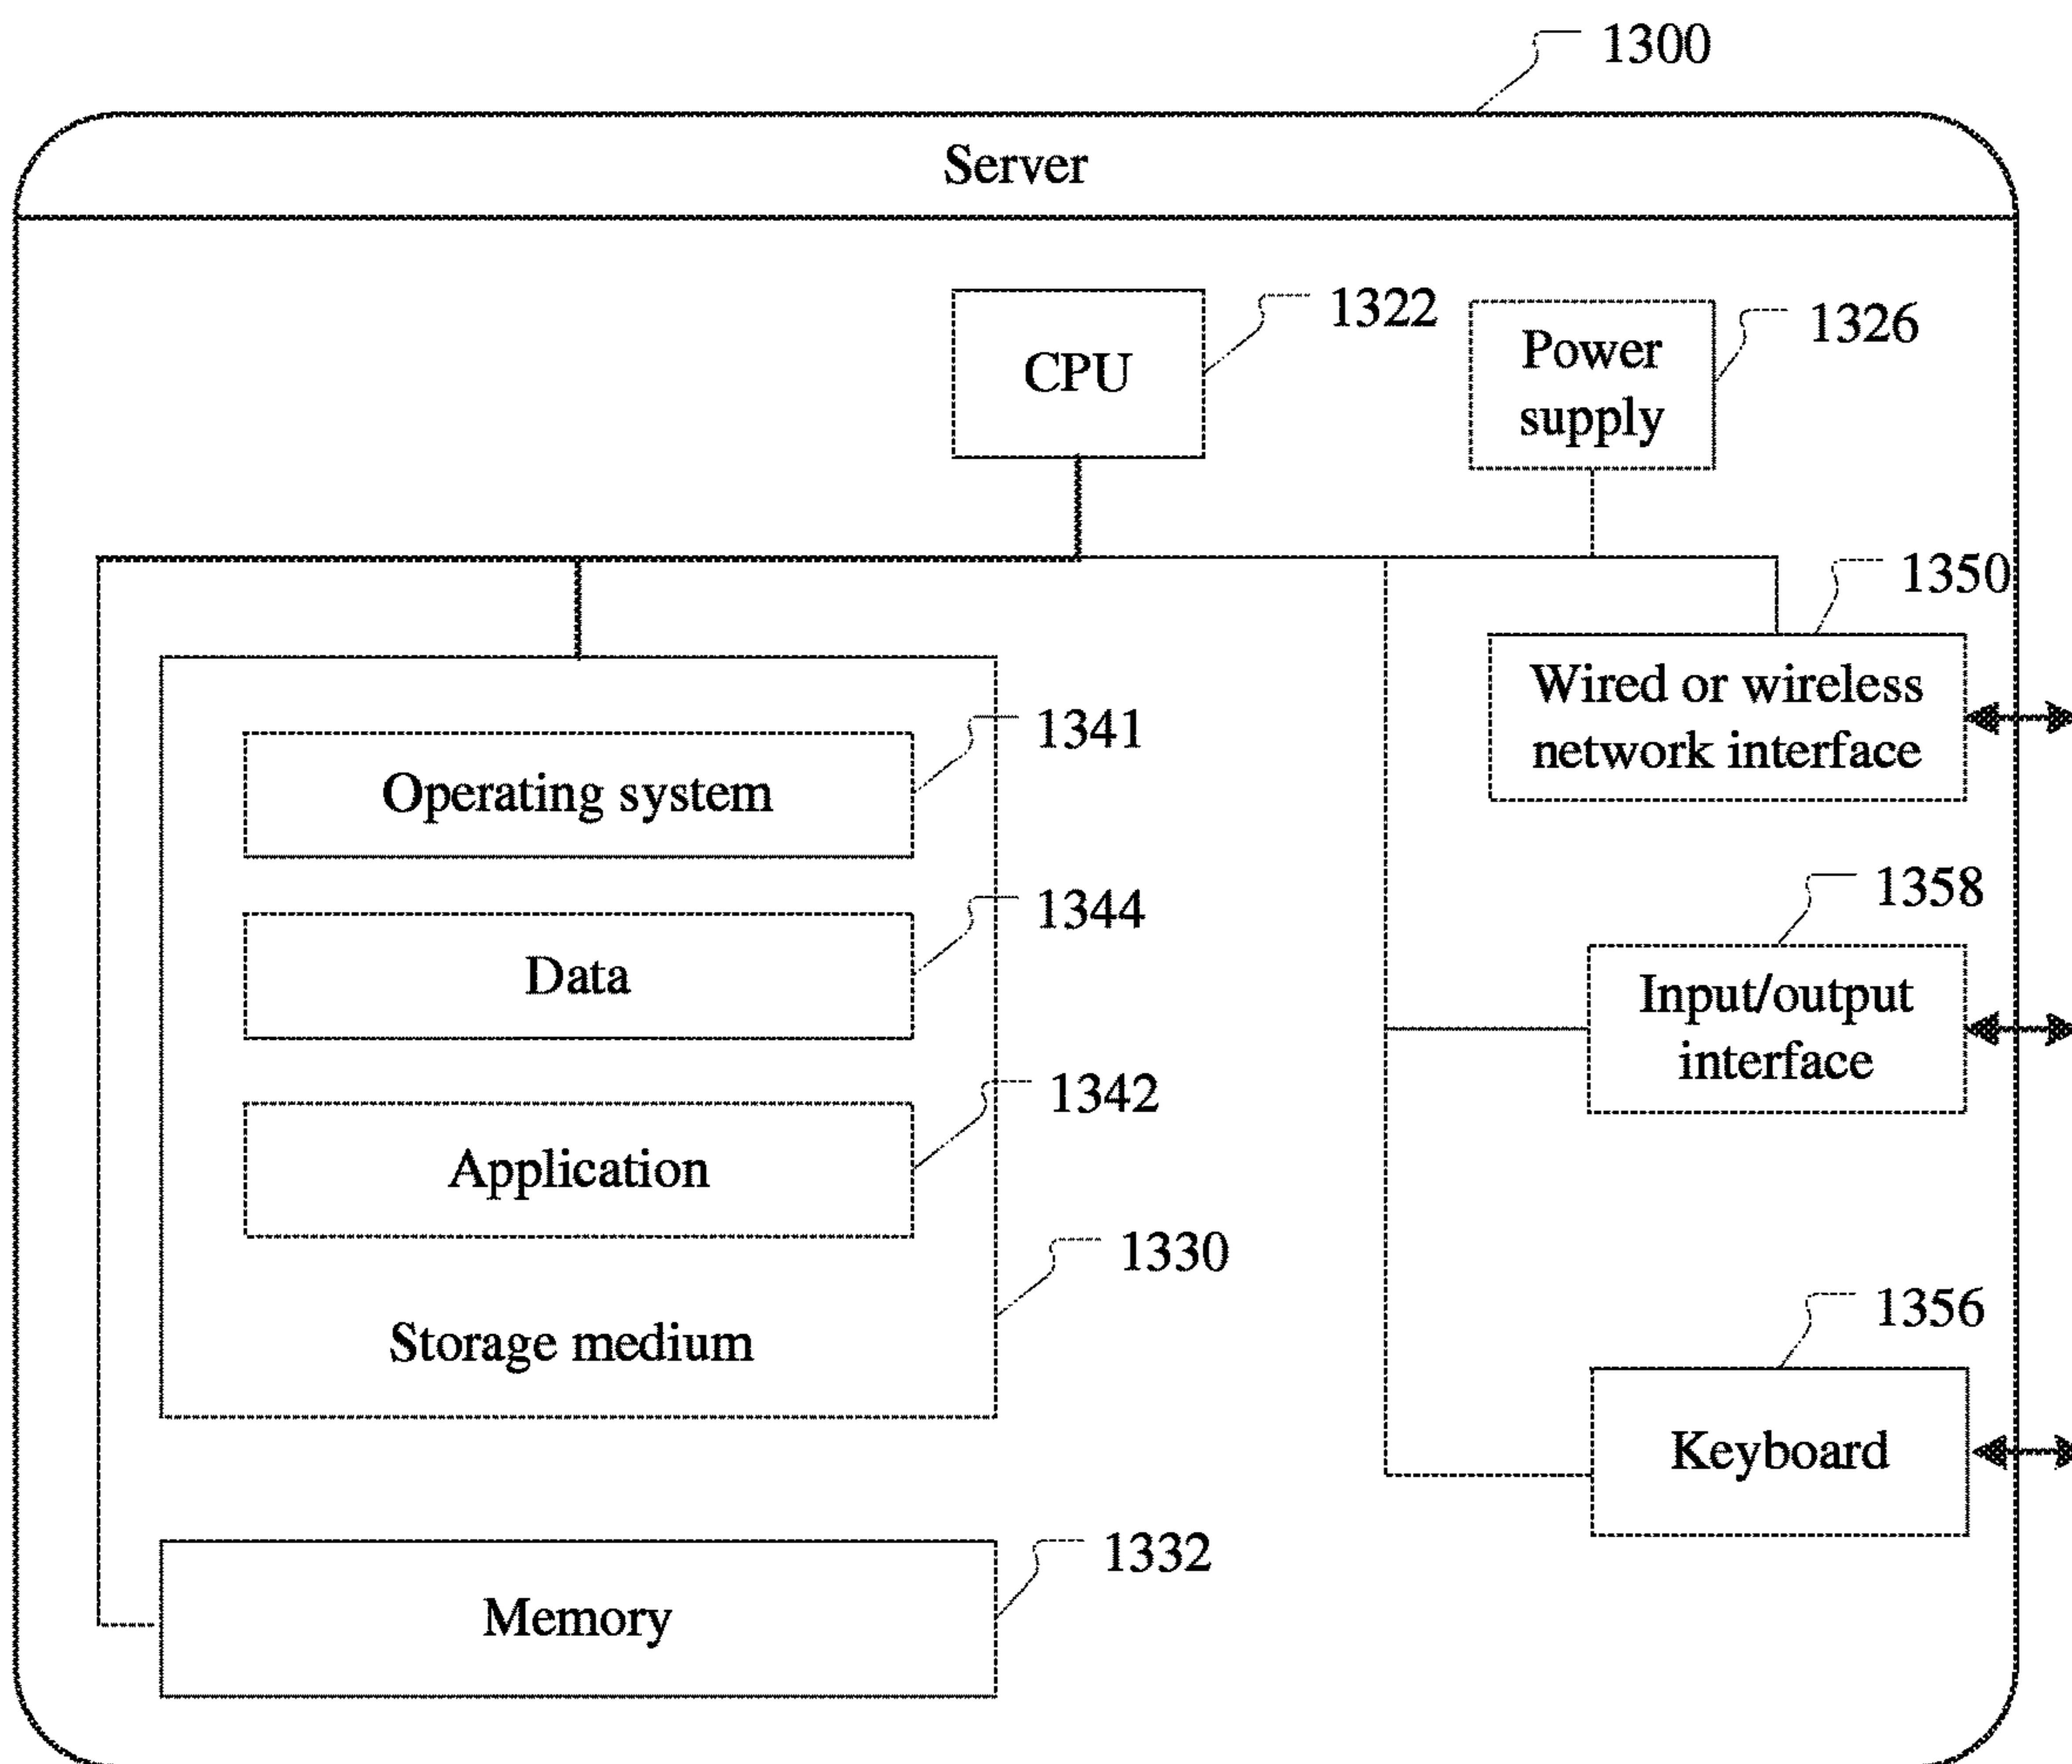 1300
Server
CPU
1322
Power
supply
1326
1350
Wired or wireless
network interface
Operating system
1341
Data
1344
Application
1342
Storage medium
1330
1358
Input/output
interface
1356
Keyboard
Memory
1332